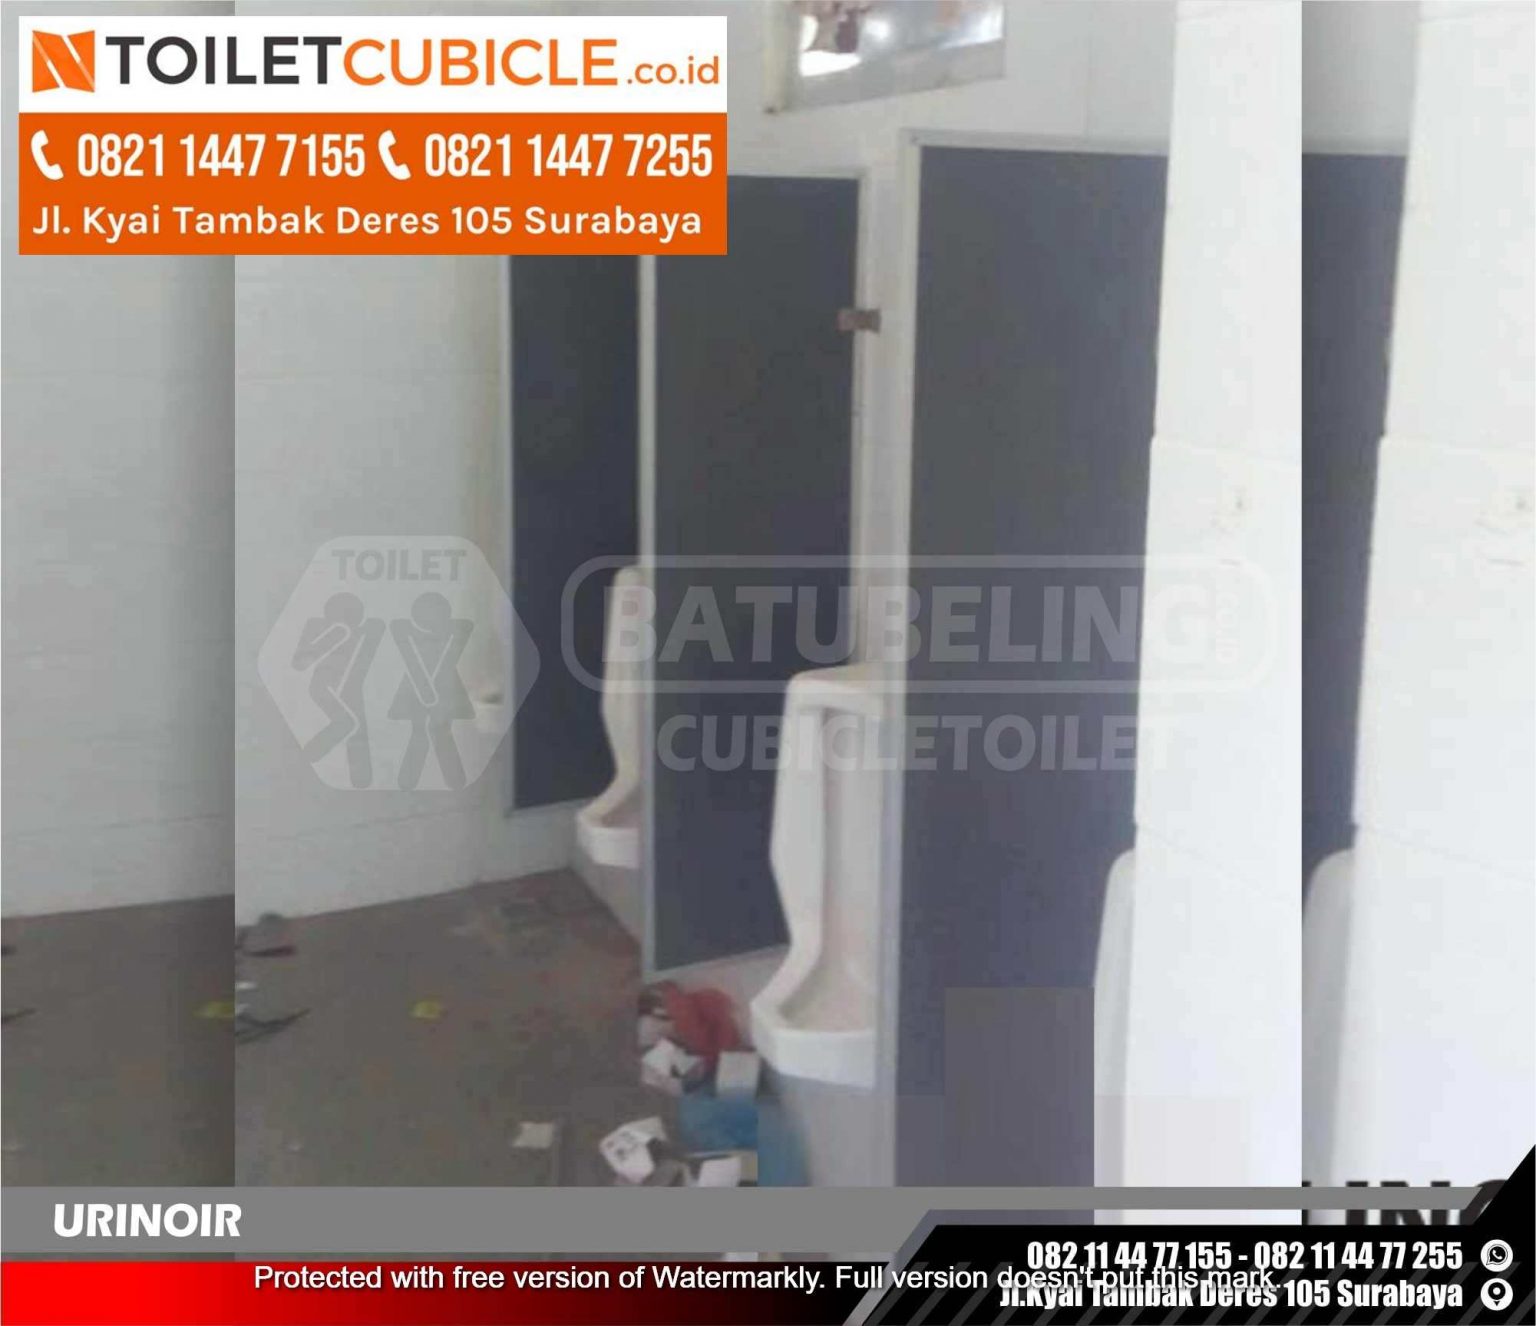 TOILETCUBICLE.co.id
0821 1447 7155 0821 1447 7255
Jl. Kyai Tambak Deres 105 Surabaya
TOILET
BATUBELING
CUBICLETOILET
URINOIR
082 11 44 77 155 - 082 11 44 77 255
Protected with free version of Watermarkly. Full version doesn't put this mark.
Jl.Kyai Tambak Deres 105 Surabaya